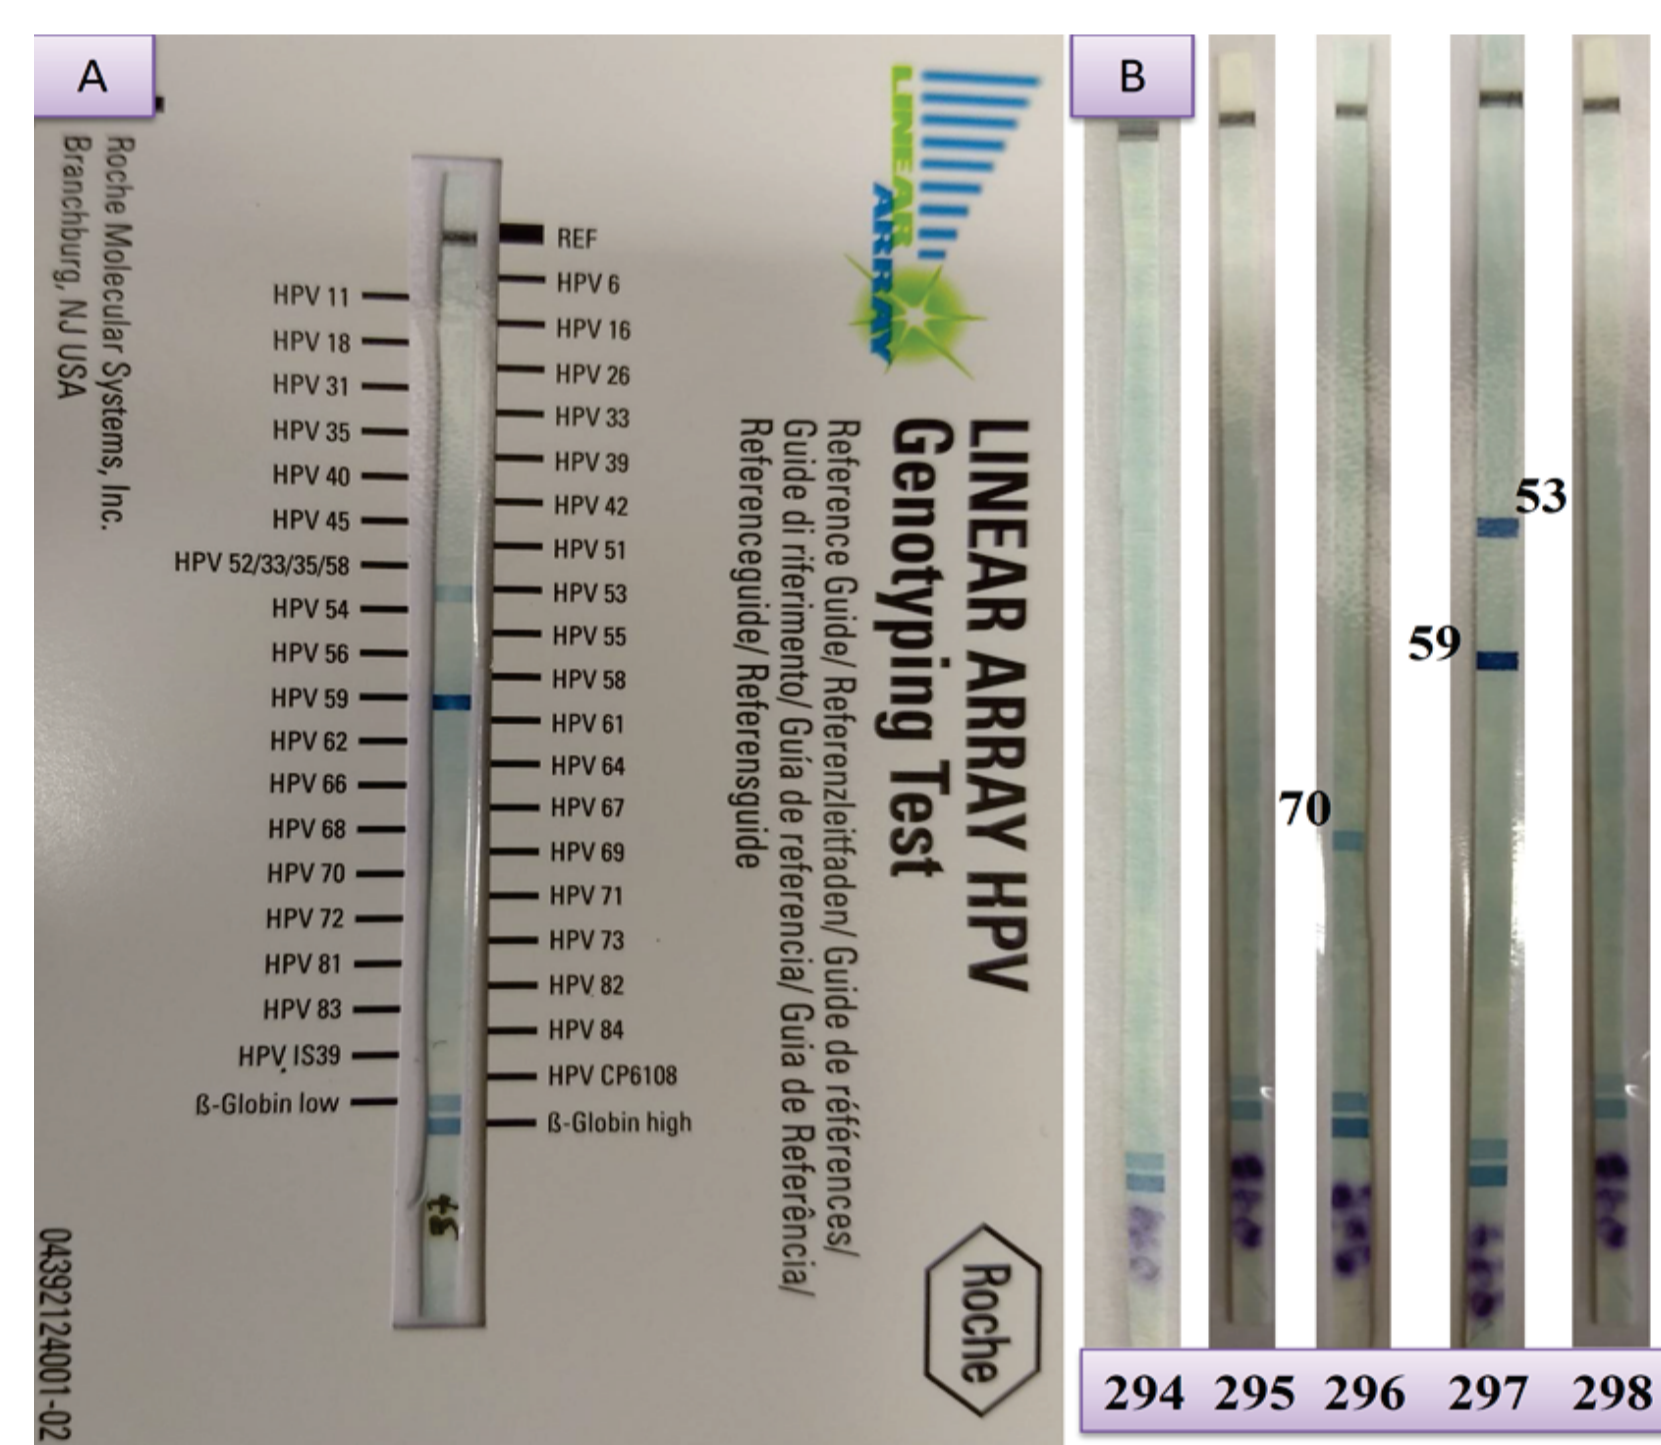 A
Roche Molecular Systems, Inc.
Branchburg, NJ USA
04392124001-02
REF
HPV 6
HPV 11
HPV 16
HPV 18
HPV 26
HPV 31
HPV 33
HPV 35
HPV 39
HPV 40
HPV 42
HPV 45
HPV 51
HPV 52/33/35/58
HPV 53
HPV 54
HPV 55
HPV 56
HPV 58
HPV 59
HPV 61
HPV 62
HPV 64
HPV 66
HPV 67
HPV 68
HPV 69
HPV 70
HPV 71
HPV 72
HPV 73
HPV 81
HPV 82
HPV 83
HPV 84
HPV IS39
HPV CP6108
ß-Globin low
ß-Globin high
LINEAR
ARRAY
LINEAR ARRAY HPV
Genotyping Test
Reference Guide/ Referenzleitfaden/ Guide de références/
Guide di riferimento/ Guía de referencia/ Guia de Referência/
Referenceguide/ Referensguide
Roche
B
53
59
70
294 295 296 297 298